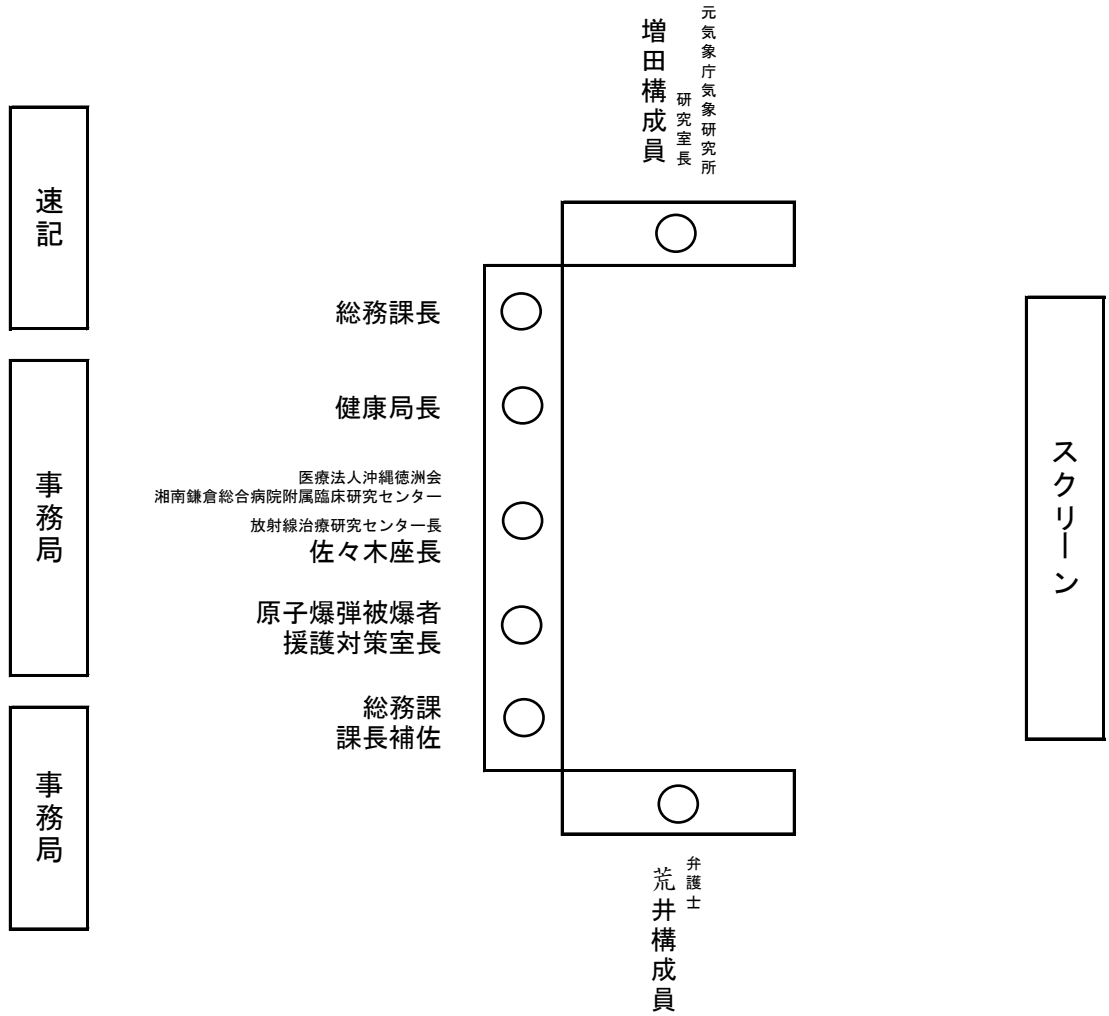 元気象庁気象研究所
研究室長
増田構成員
速記
総務課長
健康局長
事務局
医療法人沖縄徳洲会
湘南鎌倉総合病院附属臨床研究センター
放射線治療研究センター長
佐々木座長
原子爆弾被爆者
援護対策室長
総務課
課長補佐
事務局
スクリーン
弁護士
荒井構成員